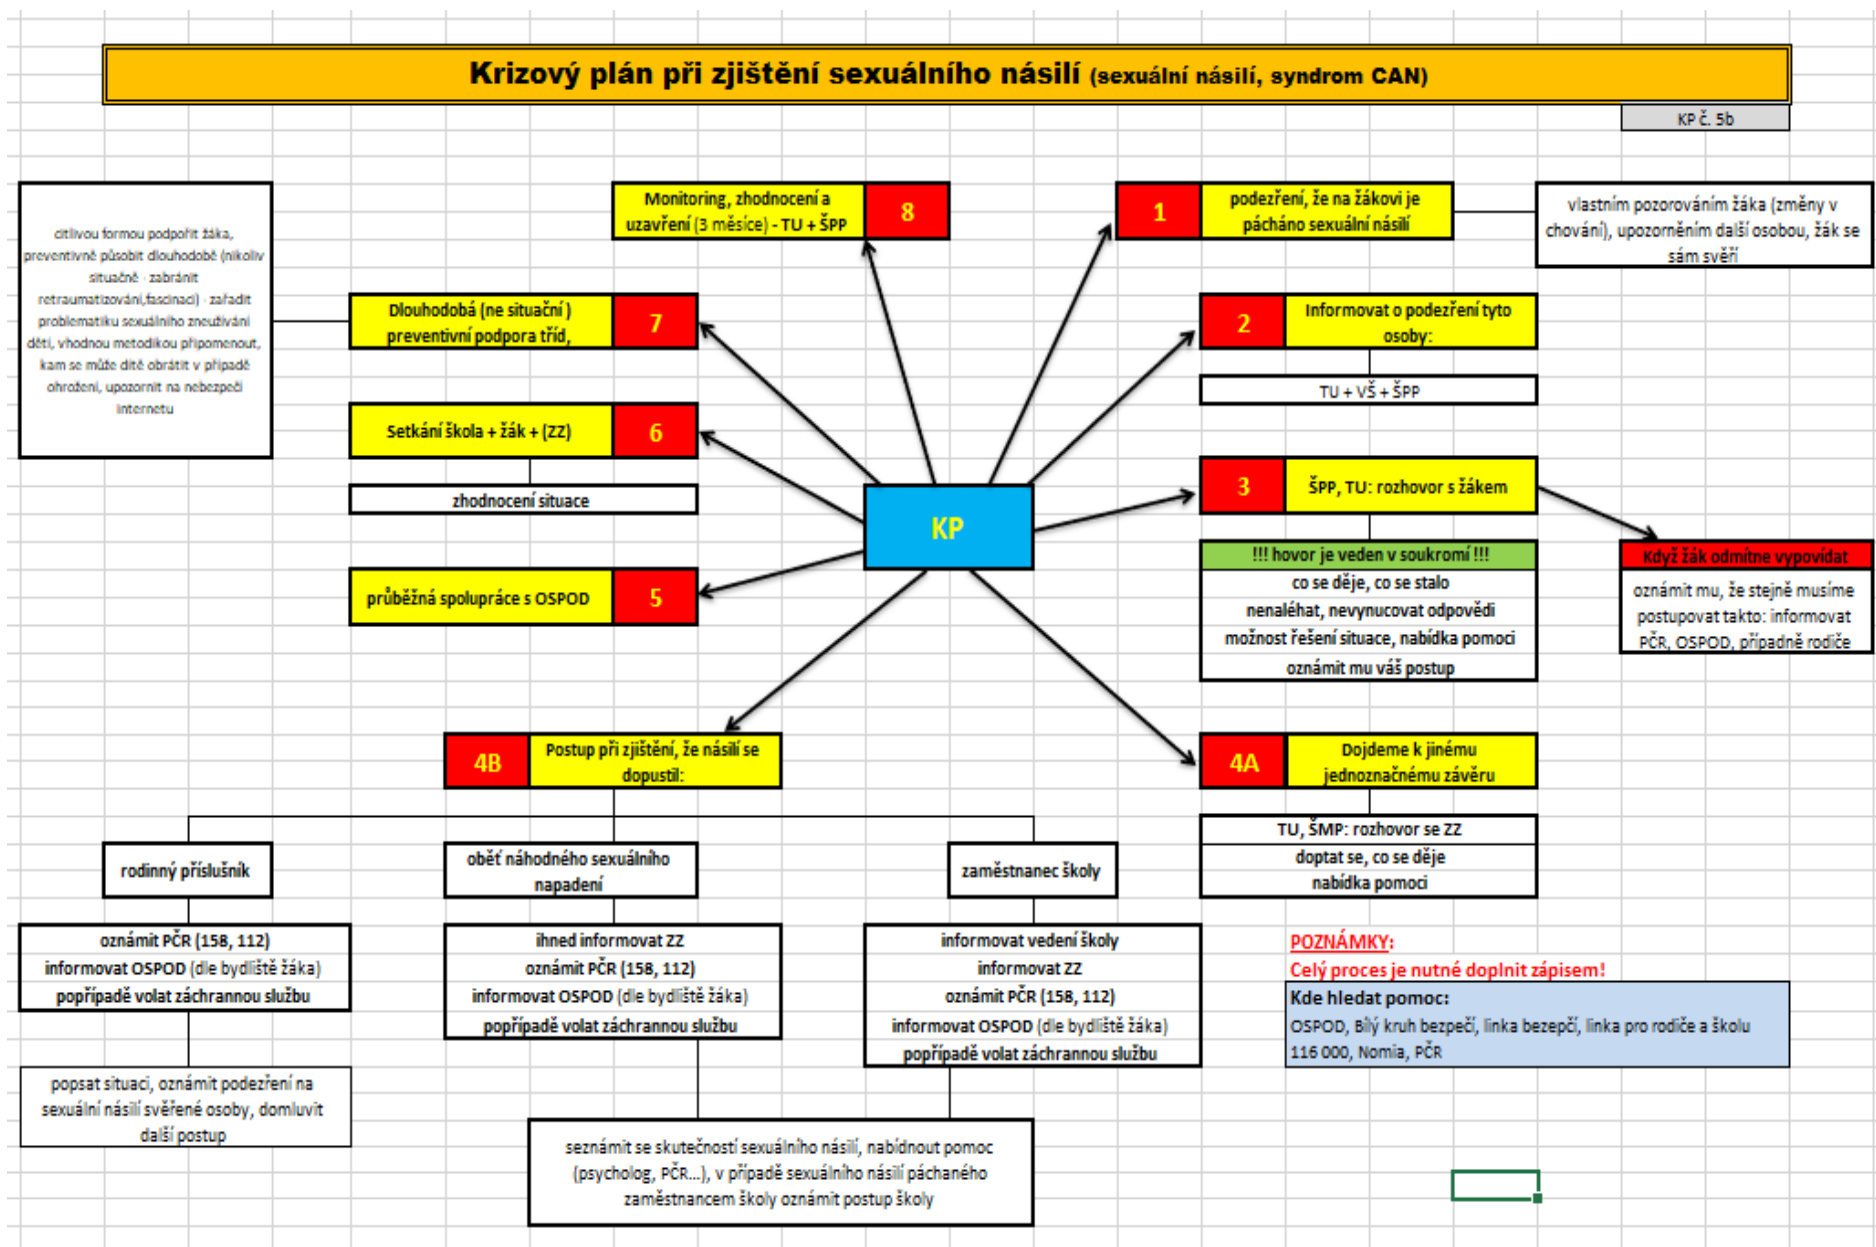 Krizový plán při zjištění sexuálního násilí (sexuální násilí, syndrom CAN)
KP č. 5b
1
podezření, že na žákovi je
pácháno sexuální násilí
vlastním pozorováním žáka (změny v
chování), upozorněním další osobou, žák se
sám svěří
2
Informovat o podezření tyto
osoby:
TU + VŠ + ŠPP
3
ŠPP, TU: rozhovor s žákem
!!! hovor je veden v soukromí !!!
co se děje, co se stalo
nenaléhat, nevynucovat odpovědi
možnost řešení situace, nabídka pomoci
oznámit mu váš postup
Když žák odmítne vypovídat
oznámit mu, že stejně musíme
postupovat takto: informovat
PČR, OSPOD, případně rodiče
4A
Dojdeme k jinému
jednoznačnému závěru
TU, ŠMP: rozhovor se ZZ
doptat se, co se děje
nabídka pomoci
4B
Postup při zjištění, že násilí se
dopustil:
rodinný příslušník
oznámit PČR (158, 112)
informovat OSPOD (dle bydliště žáka)
popřípadě volat záchrannou službu
popsat situaci, oznámit podezření na
sexuální násilí svěřené osoby, domluvit
další postup
oběť náhodného sexuálního
napadení
ihned informovat ZZ
oznámit PČR (158, 112)
informovat OSPOD (dle bydliště žáka)
popřípadě volat záchrannou službu
zaměstnanec školy
informovat vedení školy
informovat ZZ
oznámit PČR (158, 112)
informovat OSPOD (dle bydliště žáka)
popřípadě volat záchrannou službu
seznámit se skutečností sexuálního násilí, nabídnout pomoc
(psycholog, PČR...), v případě sexuálního násilí páchaného
zaměstnancem školy oznámit postup školy
průběžná spolupráce s OSPOD
5
Setkání škola + žák + (ZZ)
6
zhodnocení situace
Dlouhodobá (ne situační )
preventivní podpora tříd,
7
citlivou formou podpořit žáka,
preventivně působit dlouhodobě (nikoliv
situačně - zabránit
retraumatizování,fascinaci) - zařadit
problematiku sexuálního zneužívání
dětí, vhodnou metodikou připomenout,
kam se může dítě obrátit v případě
ohrožení, upozornit na nebezpečí
internetu
Monitoring, zhodnocení a
uzavření (3 měsíce) - TU + ŠPP
8
KP
POZNÁMKY:
Celý proces je nutné doplnit zápisem!
Kde hledat pomoc:
OSPOD, Bílý kruh bezpečí, linka bezepčí, linka pro rodiče a školu
116 000, Nomia, PČR